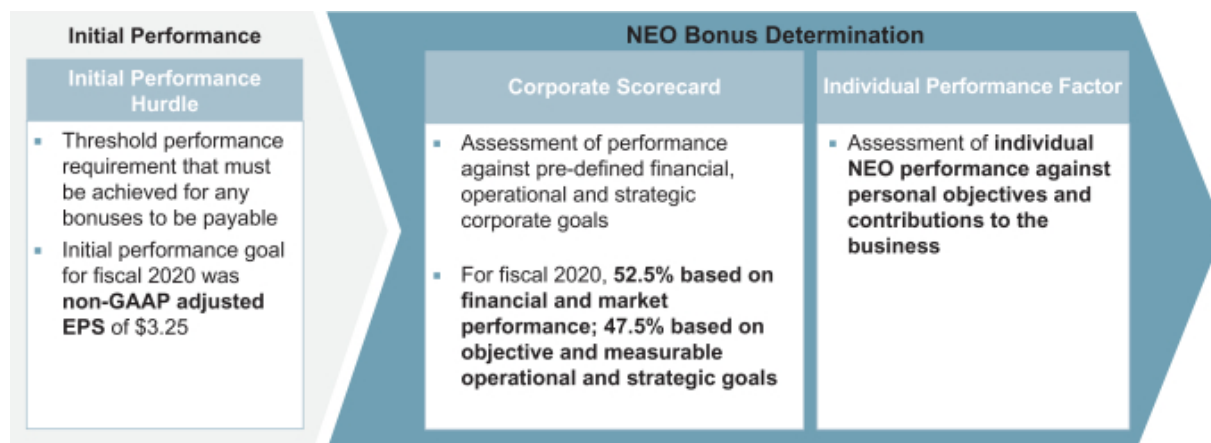 Initial Performance
Initial Performance
Hurdle
▪ Threshold performance
requirement that must
be achieved for any
bonuses to be payable
▪ Initial performance goal
for fiscal 2020 was
non-GAAP adjusted
EPS of $3.25
NEO Bonus Determination
Corporate Scorecard
▪ Assessment of performance
against pre-defined financial,
operational and strategic
corporate goals
▪ For fiscal 2020, 52.5% based on
financial and market
performance; 47.5% based on
objective and measurable
operational and strategic goals
Individual Performance Factor
▪ Assessment of individual
NEO performance against
personal objectives and
contributions to the
business